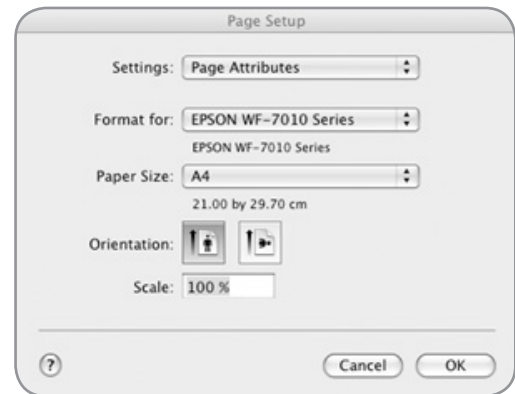 Page Setup
Settings: Page Attributes
Format for: EPSON WF-7010 Series
EPSON WF-7010 Series
Paper Size: A4
21.00 by 29.70 cm
Orientation:
Scale: 100 %
? Cancel OK